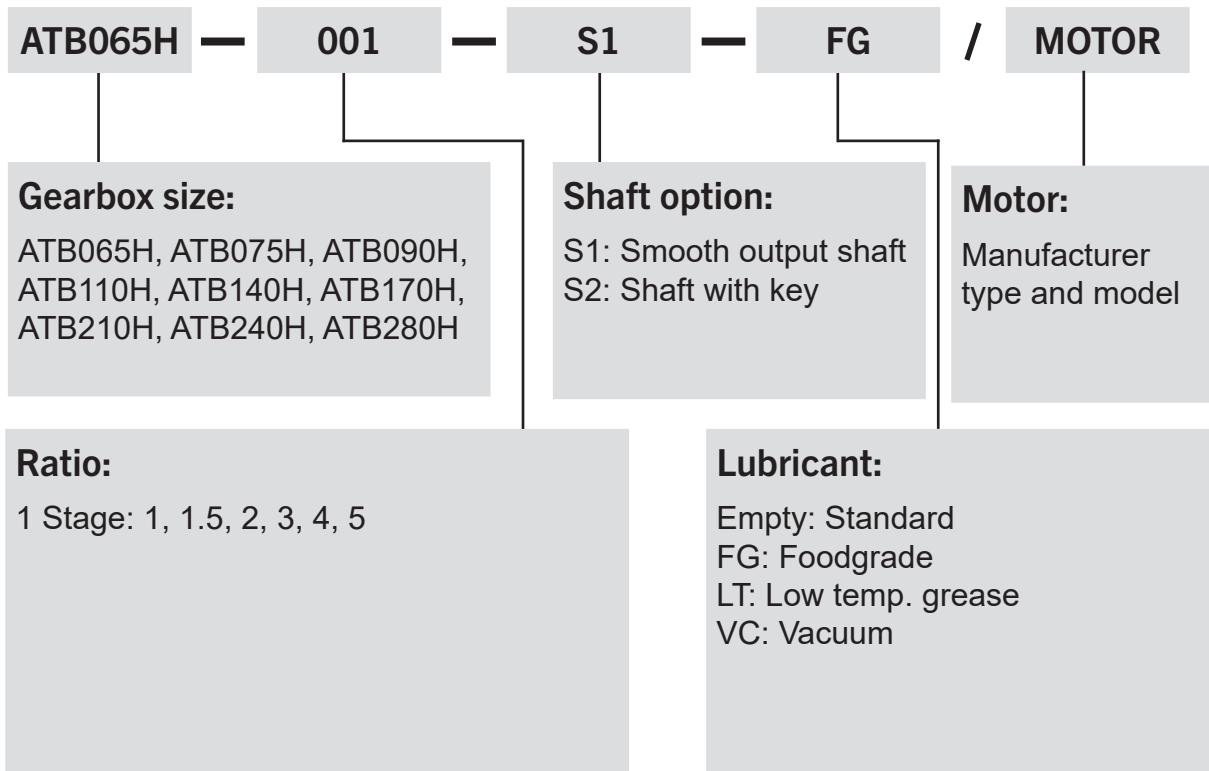 ATB065H — 001 — S1 — FG / MOTOR
Gearbox size:
ATB065H, ATB075H, ATB090H,
ATB110H, ATB140H, ATB170H,
ATB210H, ATB240H, ATB280H
Shaft option:
S1: Smooth output shaft
S2: Shaft with key
Motor:
Manufacturer
type and model
Ratio:
1 Stage: 1, 1.5, 2, 3, 4, 5
Lubricant:
Empty: Standard
FG: Foodgrade
LT: Low temp. grease
VC: Vacuum